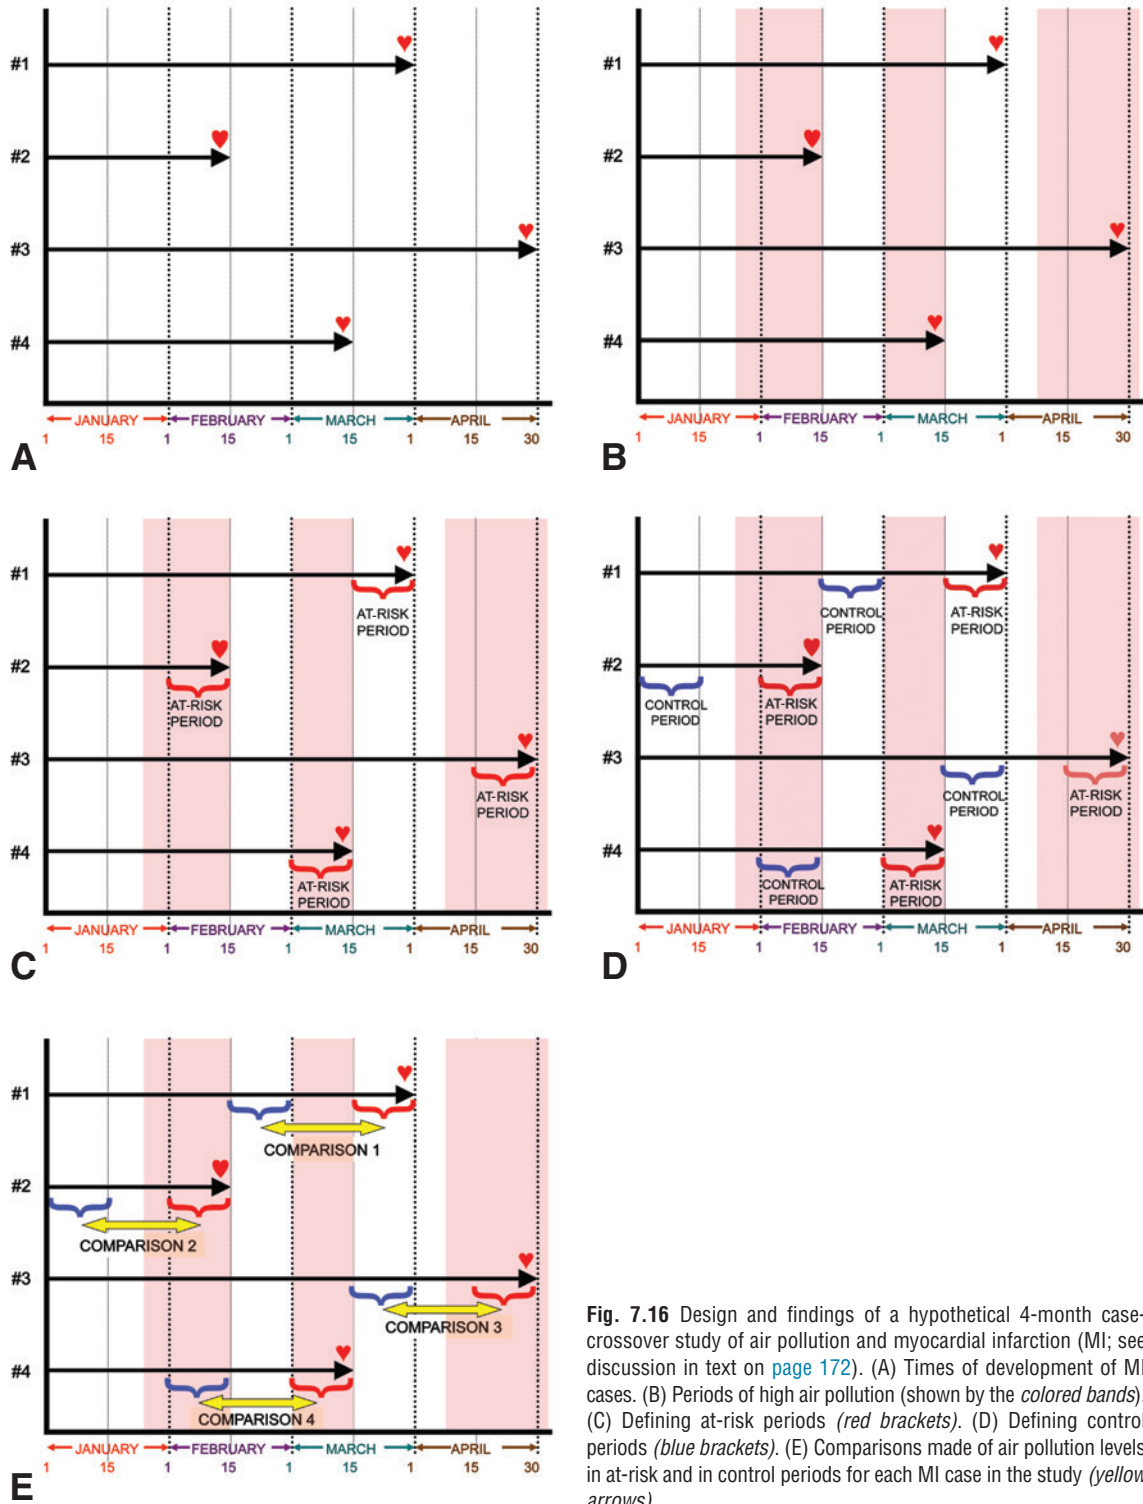 #1
#2
#3
#4
JANUARY FEBRUARY MARCH APRIL
1 15 1 15 1 15 1 15 30
A
#1
#2
#3
#4
JANUARY FEBRUARY MARCH APRIL
1 15 1 15 1 15 1 15 30
B
#1
AT-RISK
PERIOD
#2
AT-RISK
PERIOD
#3
AT-RISK
PERIOD
#4
AT-RISK
PERIOD
JANUARY FEBRUARY MARCH APRIL
1 15 1 15 1 15 1 15 30
C
#1
CONTROL AT-RISK
PERIOD PERIOD
#2
CONTROL AT-RISK
PERIOD PERIOD
#3
CONTROL AT-RISK
PERIOD PERIOD
#4
CONTROL AT-RISK
PERIOD PERIOD
JANUARY FEBRUARY MARCH APRIL
1 15 1 15 1 15 1 15 30
D
#1
COMPARISON 1
#2
COMPARISON 2
#3
COMPARISON 3
#4
COMPARISON 4
JANUARY FEBRUARY MARCH APRIL
1 15 1 15 1 15 1 15 30
E
Fig. 7.16 Design and findings of a hypothetical 4-month case-
crossover study of air pollution and myocardial infarction (MI; see
discussion in text on page 172). (A) Times of development of MI
cases. (B) Periods of high air pollution (shown by the colored bands).
(C) Defining at-risk periods (red brackets). (D) Defining control
periods (blue brackets). (E) Comparisons made of air pollution levels
in at-risk and in control periods for each MI case in the study (yellow
arrows)